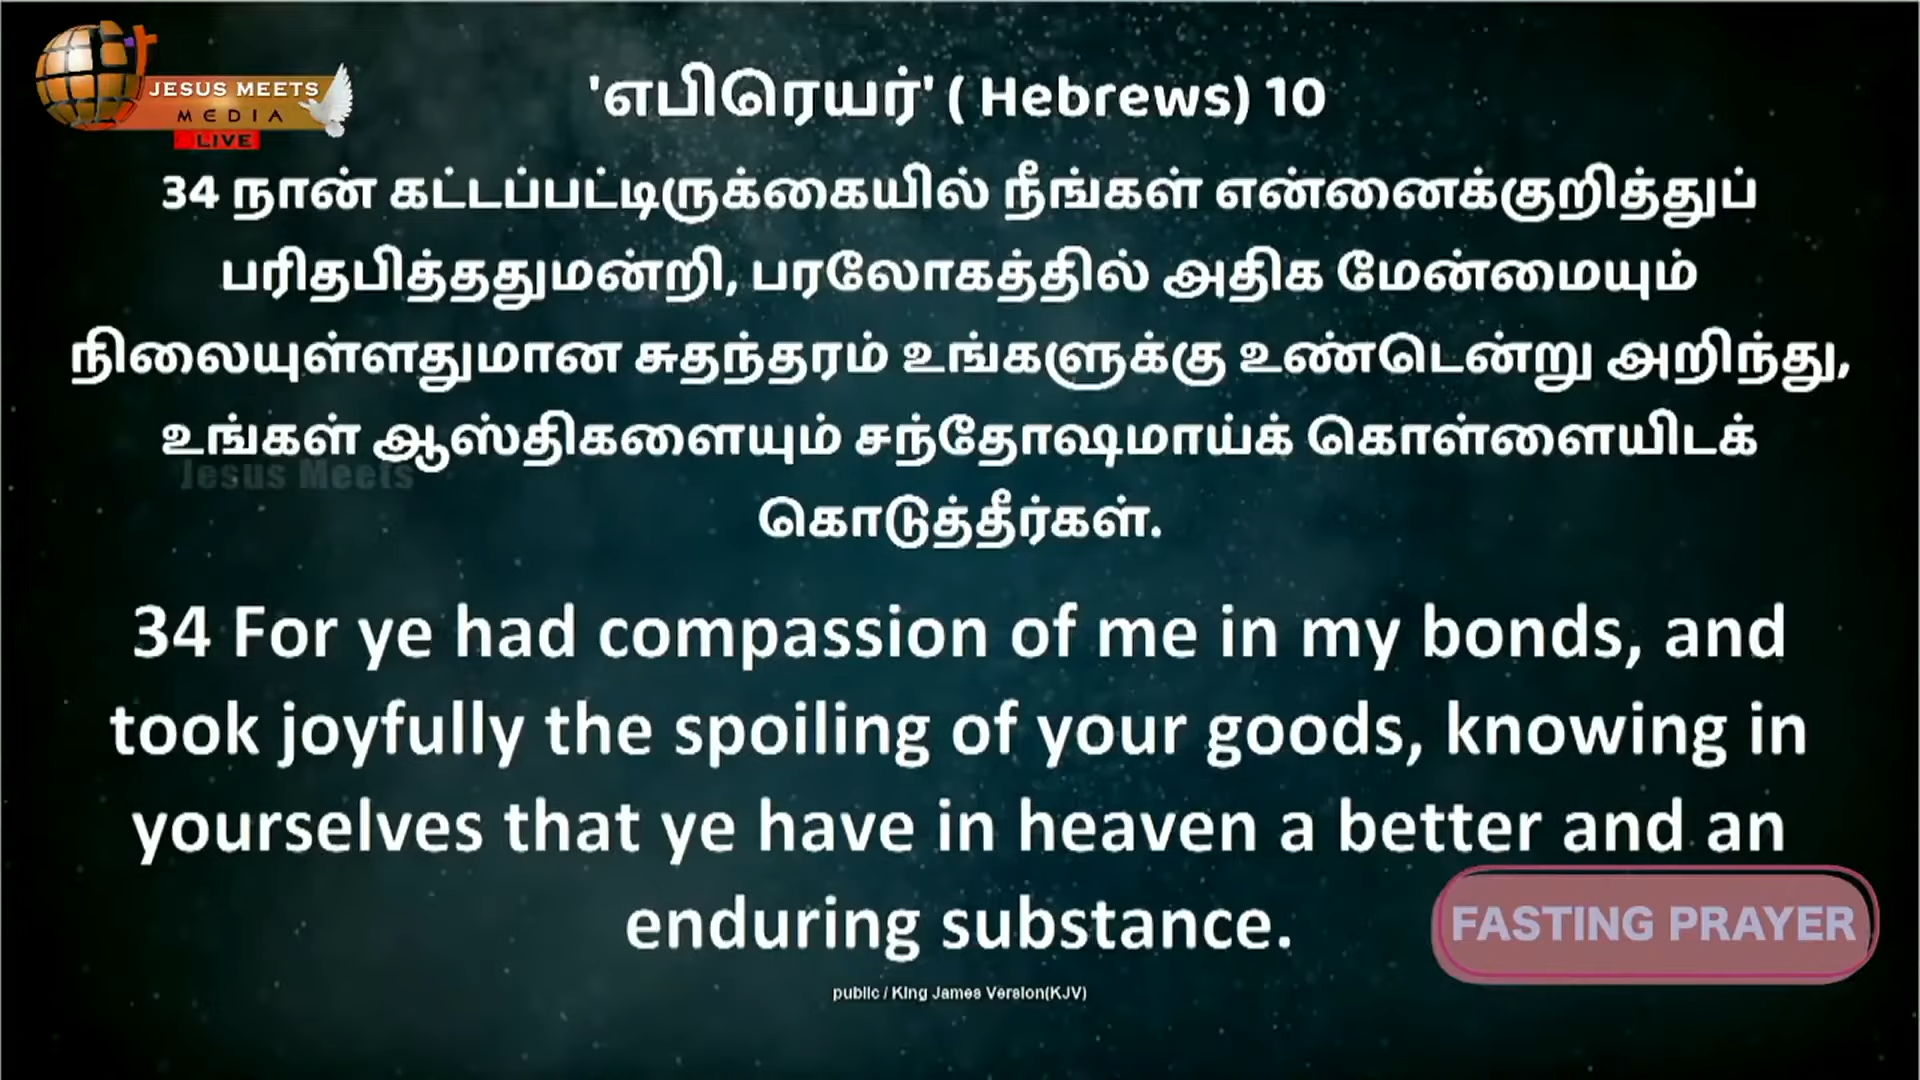 JESUS MEETS
MEDIA
LIVE
'எபிரெயர்' ( Hebrews) 10
34 நான் கட்டப்பட்டிருக்கையில் நீங்கள் என்னைக்குறித்துப்
பரிதபித்ததுமன்றி, பரலோகத்தில் அதிக மேன்மையும்
நிலையுள்ளதுமான சுதந்தரம் உங்களுக்கு உண்டென்று அறிந்து,
உங்கள் ஆஸ்திகளையும் சந்தோஷமாய்க் கொள்ளையிடக்
Jesus Meets
கொடுத்தீர்கள்.
34 For ye had compassion of me in my bonds, and
took joyfully the spoiling of your goods, knowing in
yourselves that ye have in heaven a better and an
enduring substance.
FASTING PRAYER
public / King James Version(KJV)